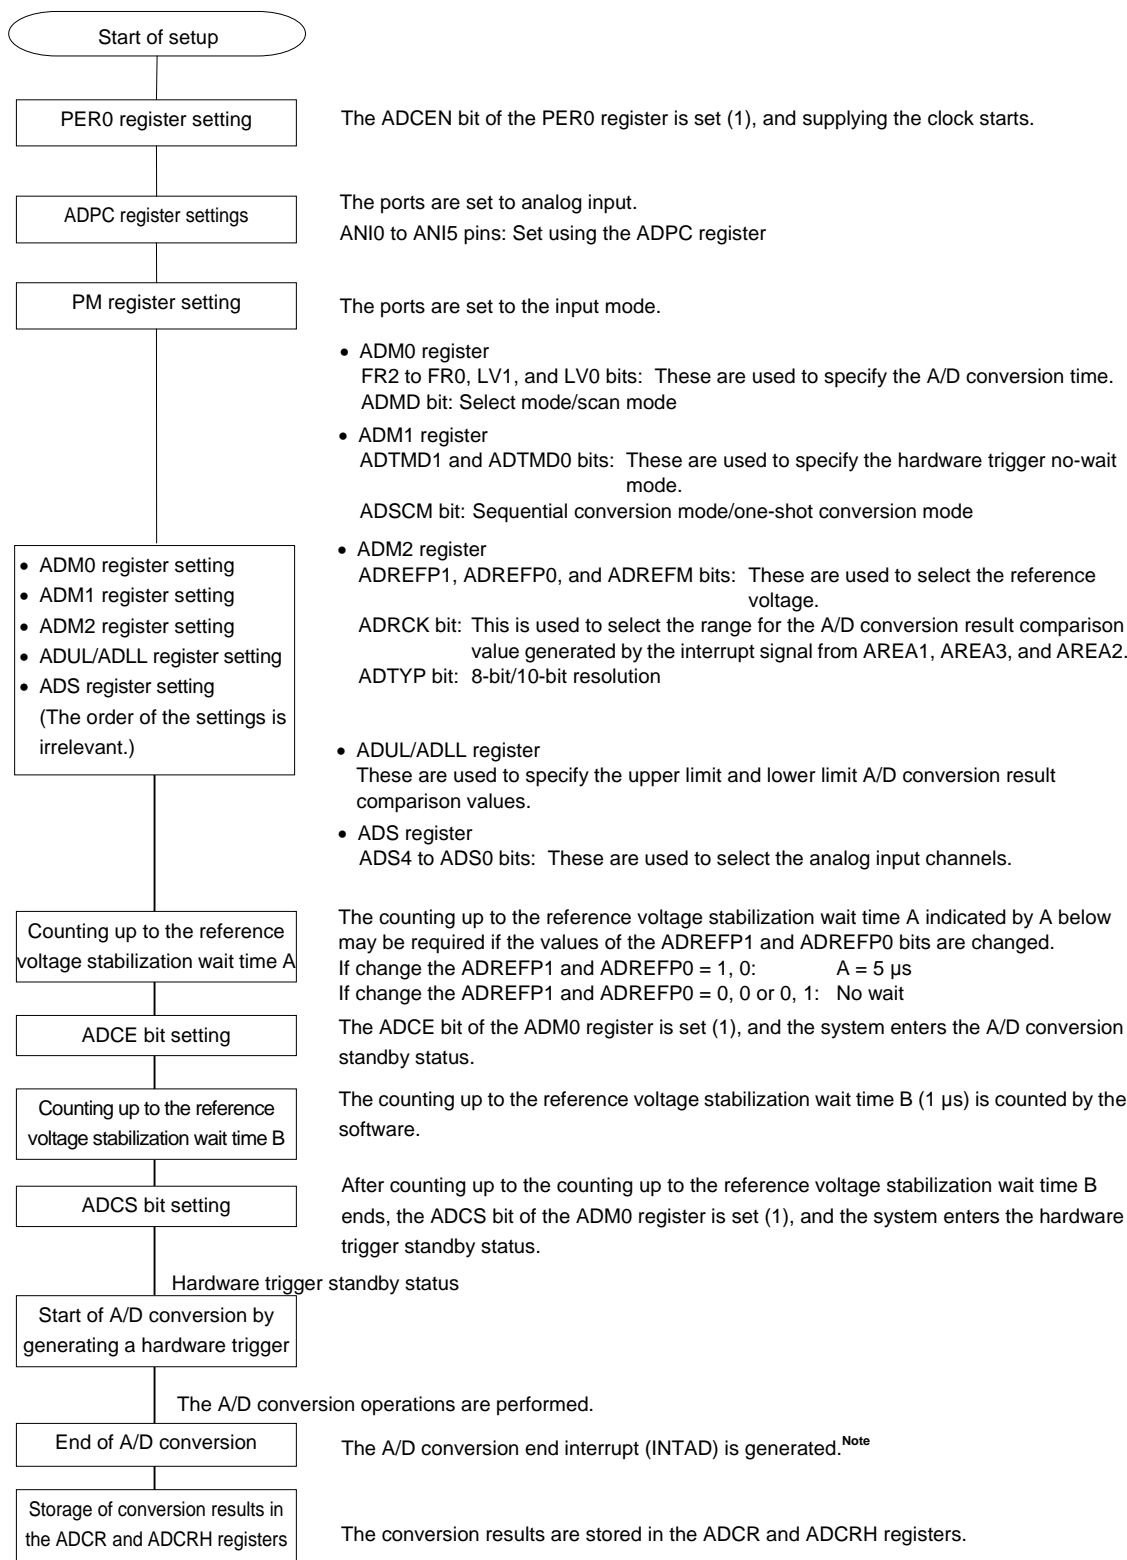 Start of setup
PER0 register setting
The ADCEN bit of the PER0 register is set (1), and supplying the clock starts.
ADPC register settings
The ports are set to analog input.
ANI0 to ANI5 pins: Set using the ADPC register
PM register setting
The ports are set to the input mode.
• ADM0 register setting
• ADM1 register setting
• ADM2 register setting
• ADUL/ADLL register setting
• ADS register setting
(The order of the settings is
irrelevant.)
• ADM0 register
FR2 to FR0, LV1, and LV0 bits: These are used to specify the A/D conversion time.
ADMD bit: Select mode/scan mode
• ADM1 register
ADTMD1 and ADTMD0 bits: These are used to specify the hardware trigger no-wait
mode.
ADSCM bit: Sequential conversion mode/one-shot conversion mode
• ADM2 register
ADREFP1, ADREFP0, and ADREFM bits: These are used to select the reference
voltage.
ADRCK bit: This is used to select the range for the A/D conversion result comparison
value generated by the interrupt signal from AREA1, AREA3, and AREA2.
ADTYP bit: 8-bit/10-bit resolution
• ADUL/ADLL register
These are used to specify the upper limit and lower limit A/D conversion result
comparison values.
• ADS register
ADS4 to ADS0 bits: These are used to select the analog input channels.
Counting up to the reference
voltage stabilization wait time A
The counting up to the reference voltage stabilization wait time A indicated by A below
may be required if the values of the ADREFP1 and ADREFP0 bits are changed.
If change the ADREFP1 and ADREFP0 = 1, 0: A = 5 μs
If change the ADREFP1 and ADREFP0 = 0, 0 or 0, 1: No wait
ADCE bit setting
The ADCE bit of the ADM0 register is set (1), and the system enters the A/D conversion
standby status.
Counting up to the reference
voltage stabilization wait time B
The counting up to the reference voltage stabilization wait time B (1 μs) is counted by the
software.
ADCS bit setting
After counting up to the counting up to the reference voltage stabilization wait time B
ends, the ADCS bit of the ADM0 register is set (1), and the system enters the hardware
trigger standby status.
Hardware trigger standby status
Start of A/D conversion by
generating a hardware trigger
The A/D conversion operations are performed.
End of A/D conversion
The A/D conversion end interrupt (INTAD) is generated.Note
Storage of conversion results in
the ADCR and ADCRH registers
The conversion results are stored in the ADCR and ADCRH registers.